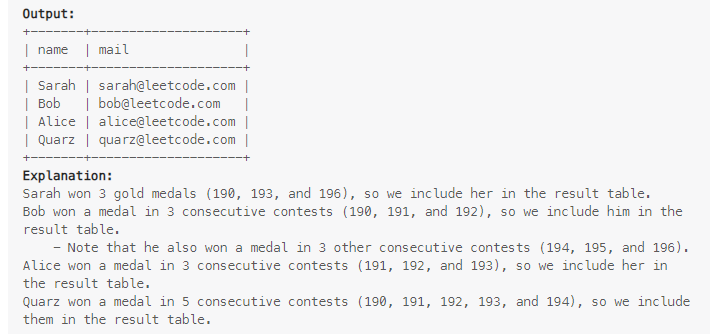 Output:
+-------+--------------------+
| name  | mail               |
+-------+--------------------+
| Sarah | sarah@leetcode.com |
| Bob   | bob@leetcode.com   |
| Alice | alice@leetcode.com |
| Quarz | quarz@leetcode.com |
+-------+--------------------+
Explanation:
Sarah won 3 gold medals (190, 193, and 196), so we include her in the result table.
Bob won a medal in 3 consecutive contests (190, 191, and 192), so we include him in the
result table.
    - Note that he also won a medal in 3 other consecutive contests (194, 195, and 196).
Alice won a medal in 3 consecutive contests (191, 192, and 193), so we include her in
the result table.
Quarz won a medal in 5 consecutive contests (190, 191, 192, 193, and 194), so we include
them in the result table.